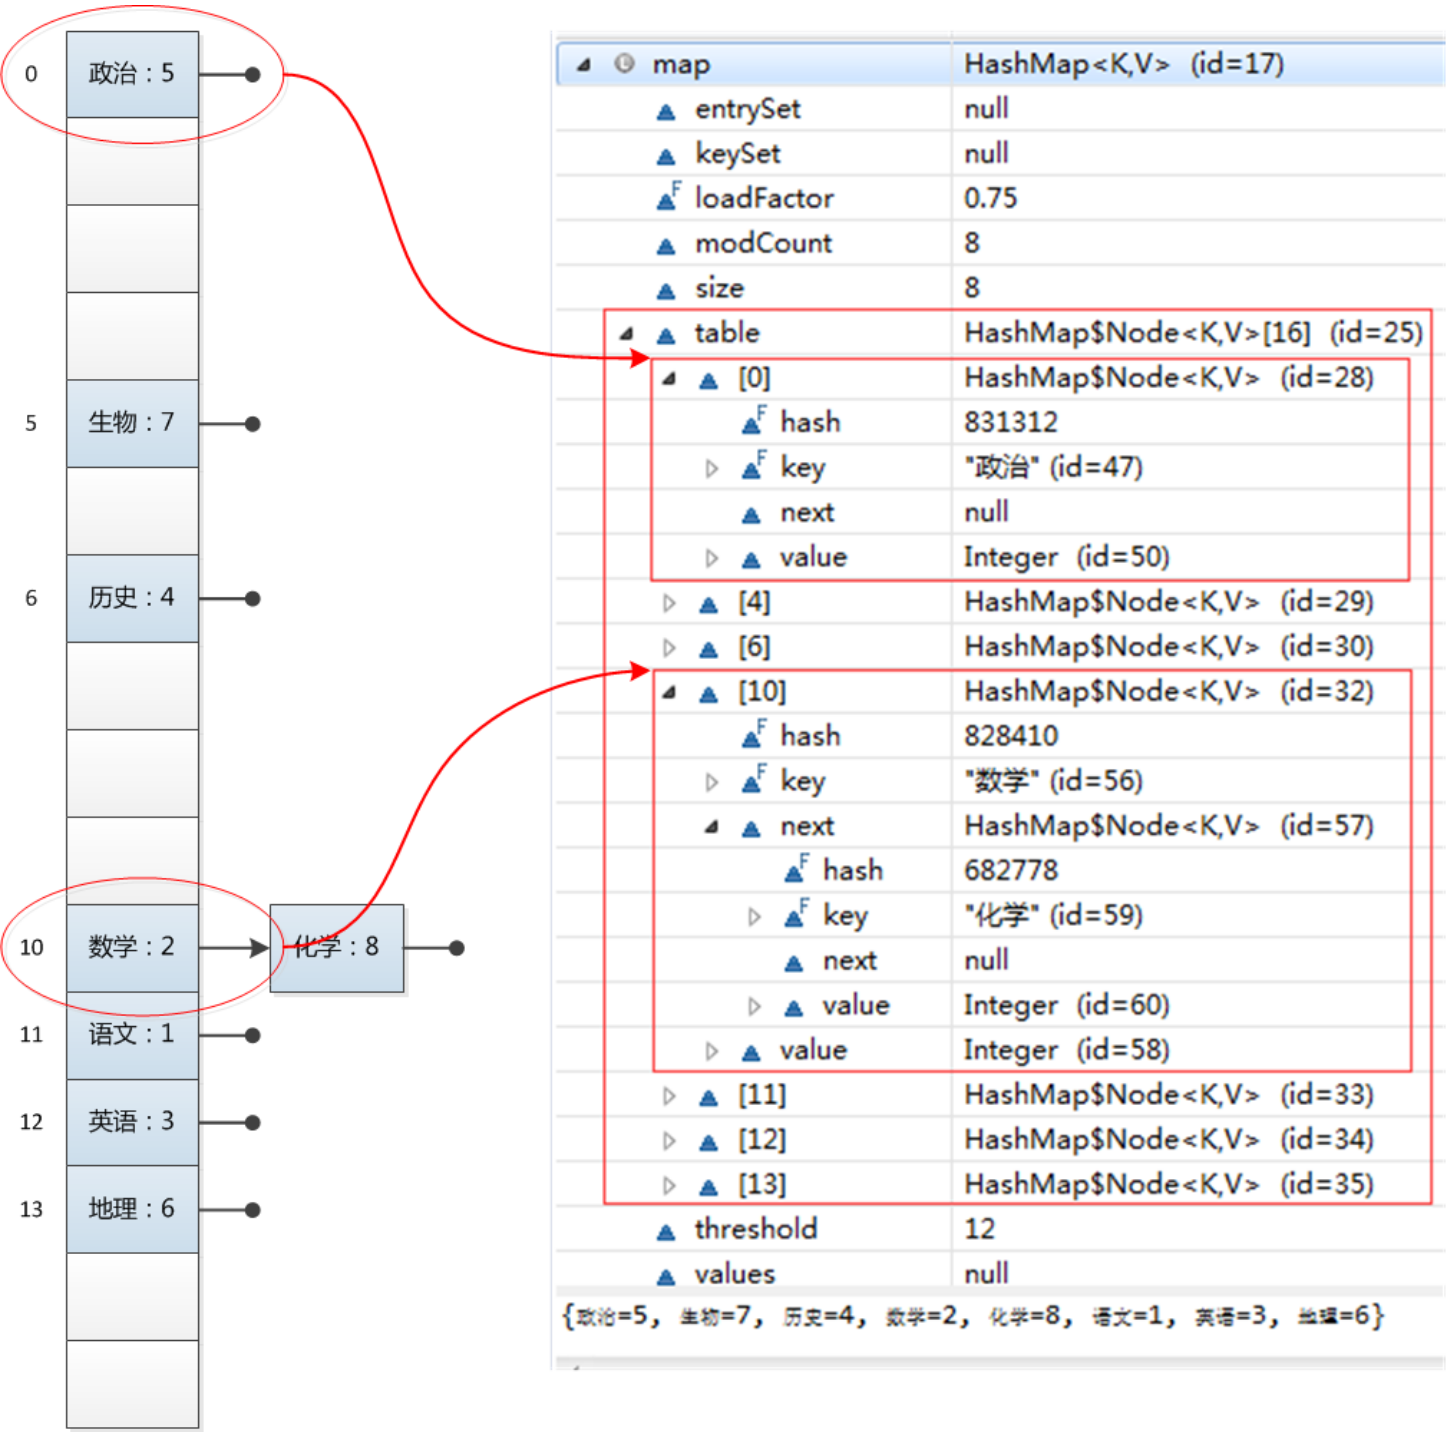 0 政治：5
5 生物：7
6 历史：4
10 数学：2 化学：8
11 语文：1
12 英语：3
13 地理：6
map HashMap<K,V> (id=17)
entrySet null
keySet null
F loadFactor 0.75
modCount 8
size 8
table HashMap$Node<K,V>[16] (id=25)
[0] HashMap$Node<K,V> (id=28)
F hash 831312
F key "政治" (id=47)
next null
value Integer (id=50)
[4] HashMap$Node<K,V> (id=29)
[6] HashMap$Node<K,V> (id=30)
[10] HashMap$Node<K,V> (id=32)
F hash 828410
F key "数学" (id=56)
next HashMap$Node<K,V> (id=57)
F hash 682778
F key "化学" (id=59)
next null
value Integer (id=60)
value Integer (id=58)
[11] HashMap$Node<K,V> (id=33)
[12] HashMap$Node<K,V> (id=34)
[13] HashMap$Node<K,V> (id=35)
threshold 12
values null
{政治=5, 生物=7, 历史=4, 数学=2, 化学=8, 语文=1, 英语=3, 地理=6}